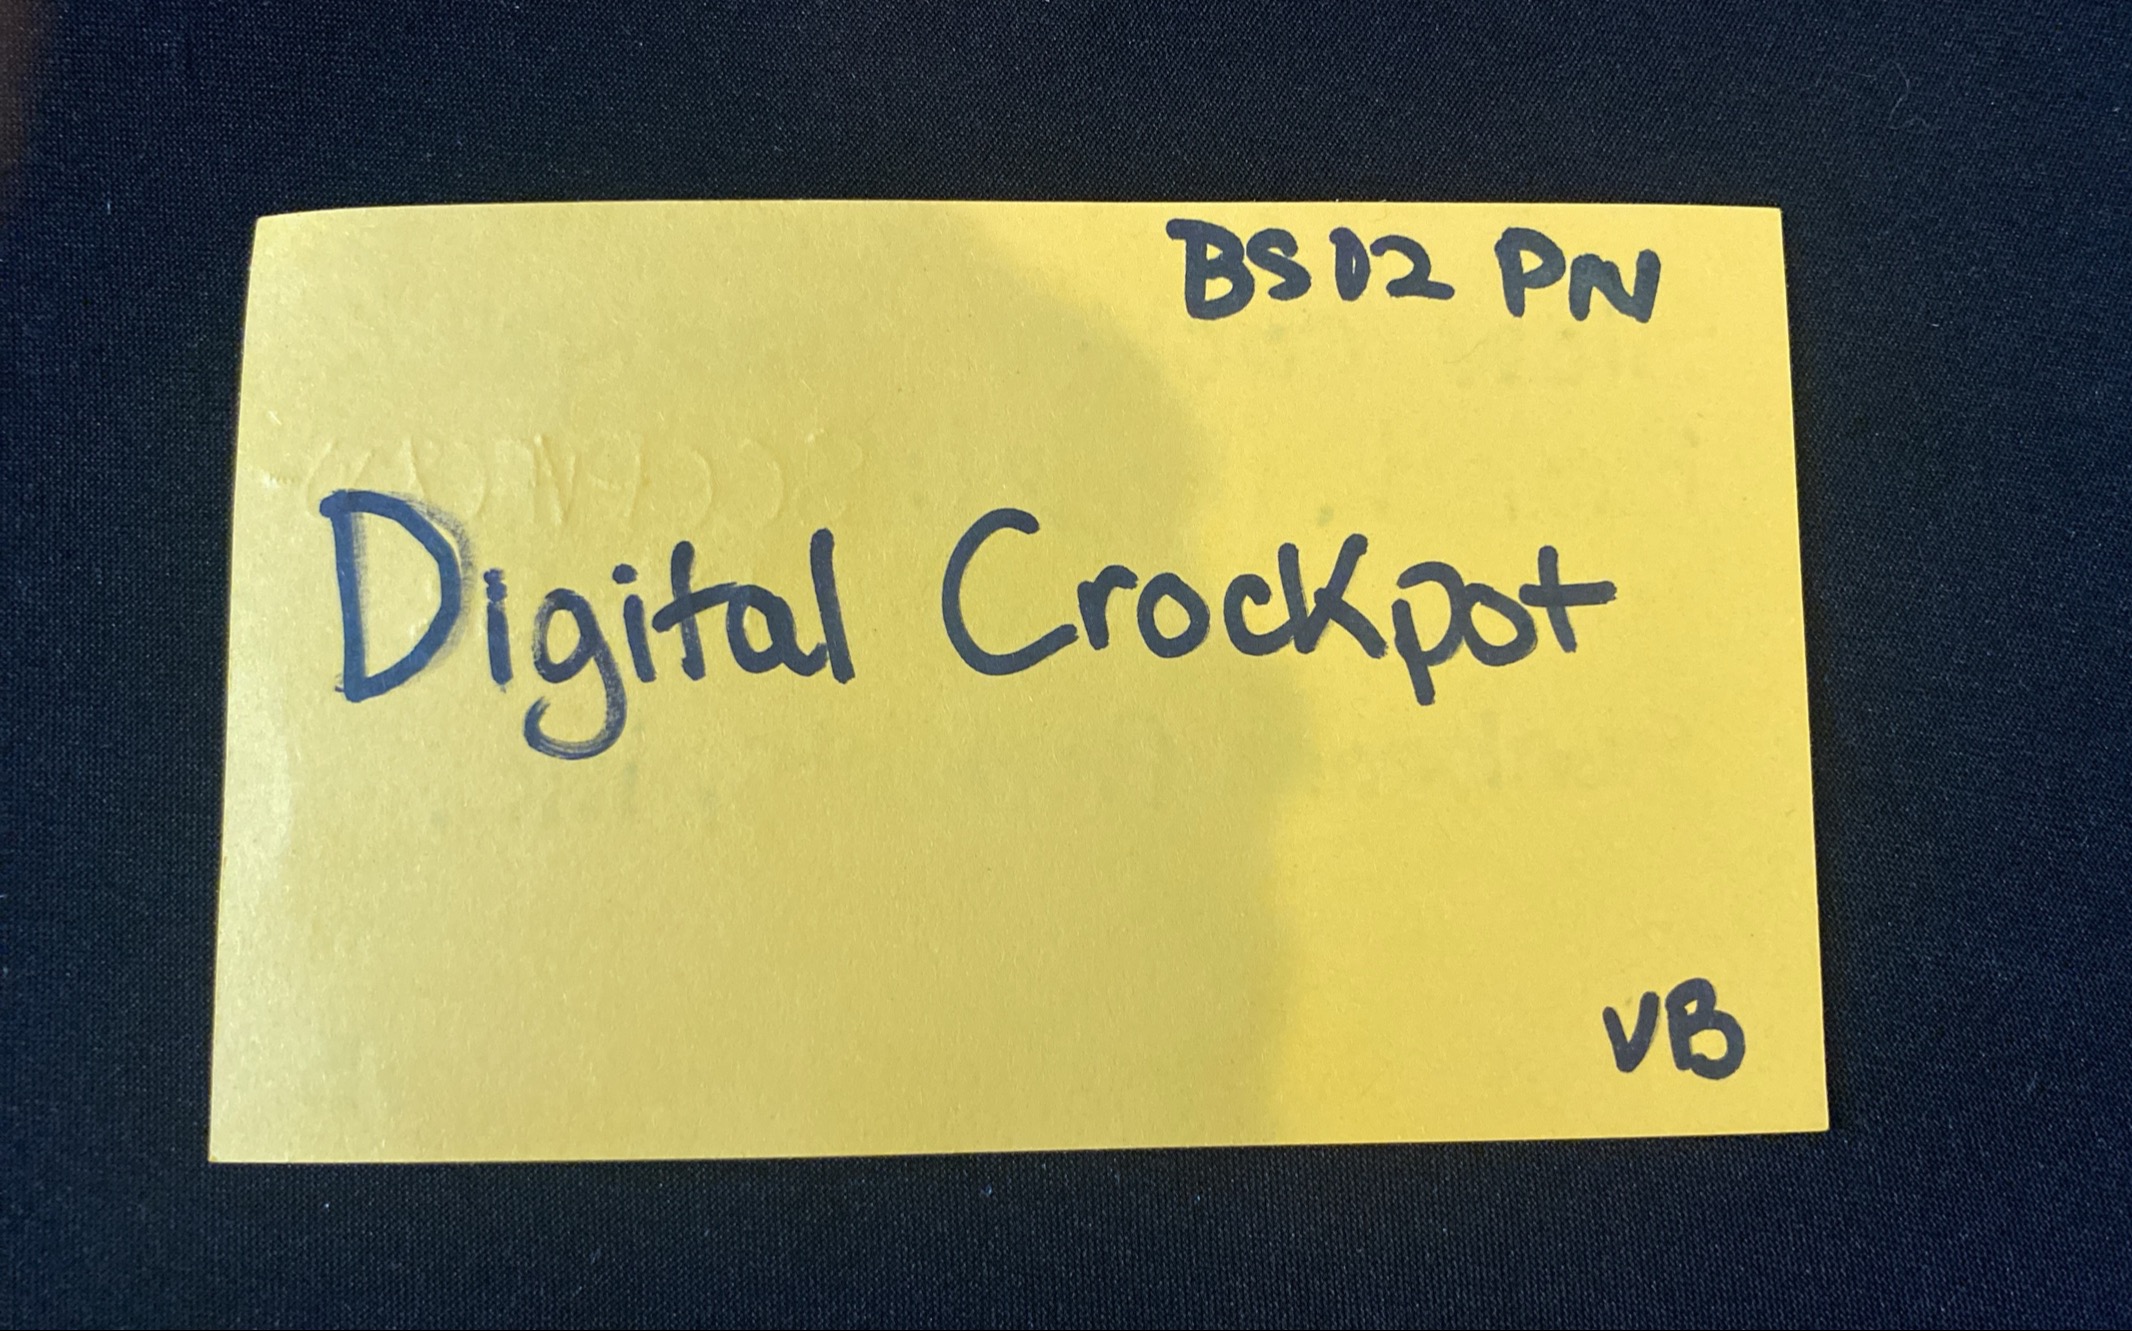 BS02 PN
Digital Crockpot
VB